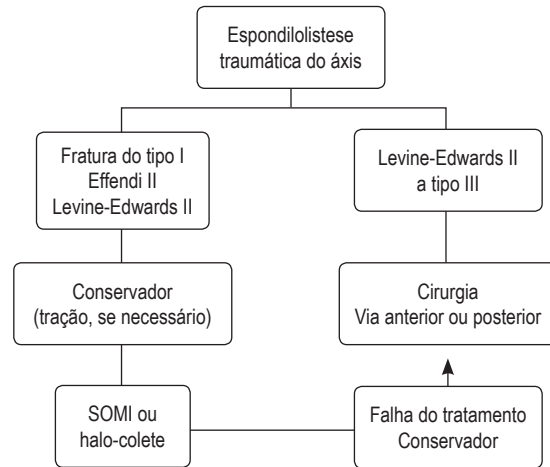 Espondilolistese
traumática do áxis
Fratura do tipo I
Effendi II
Levine-Edwards II
Levine-Edwards II
a tipo III
Conservador
(tração, se necessário)
Cirurgia
Via anterior ou posterior
SOMI ou
halo-colete
Falha do tratamento
Conservador